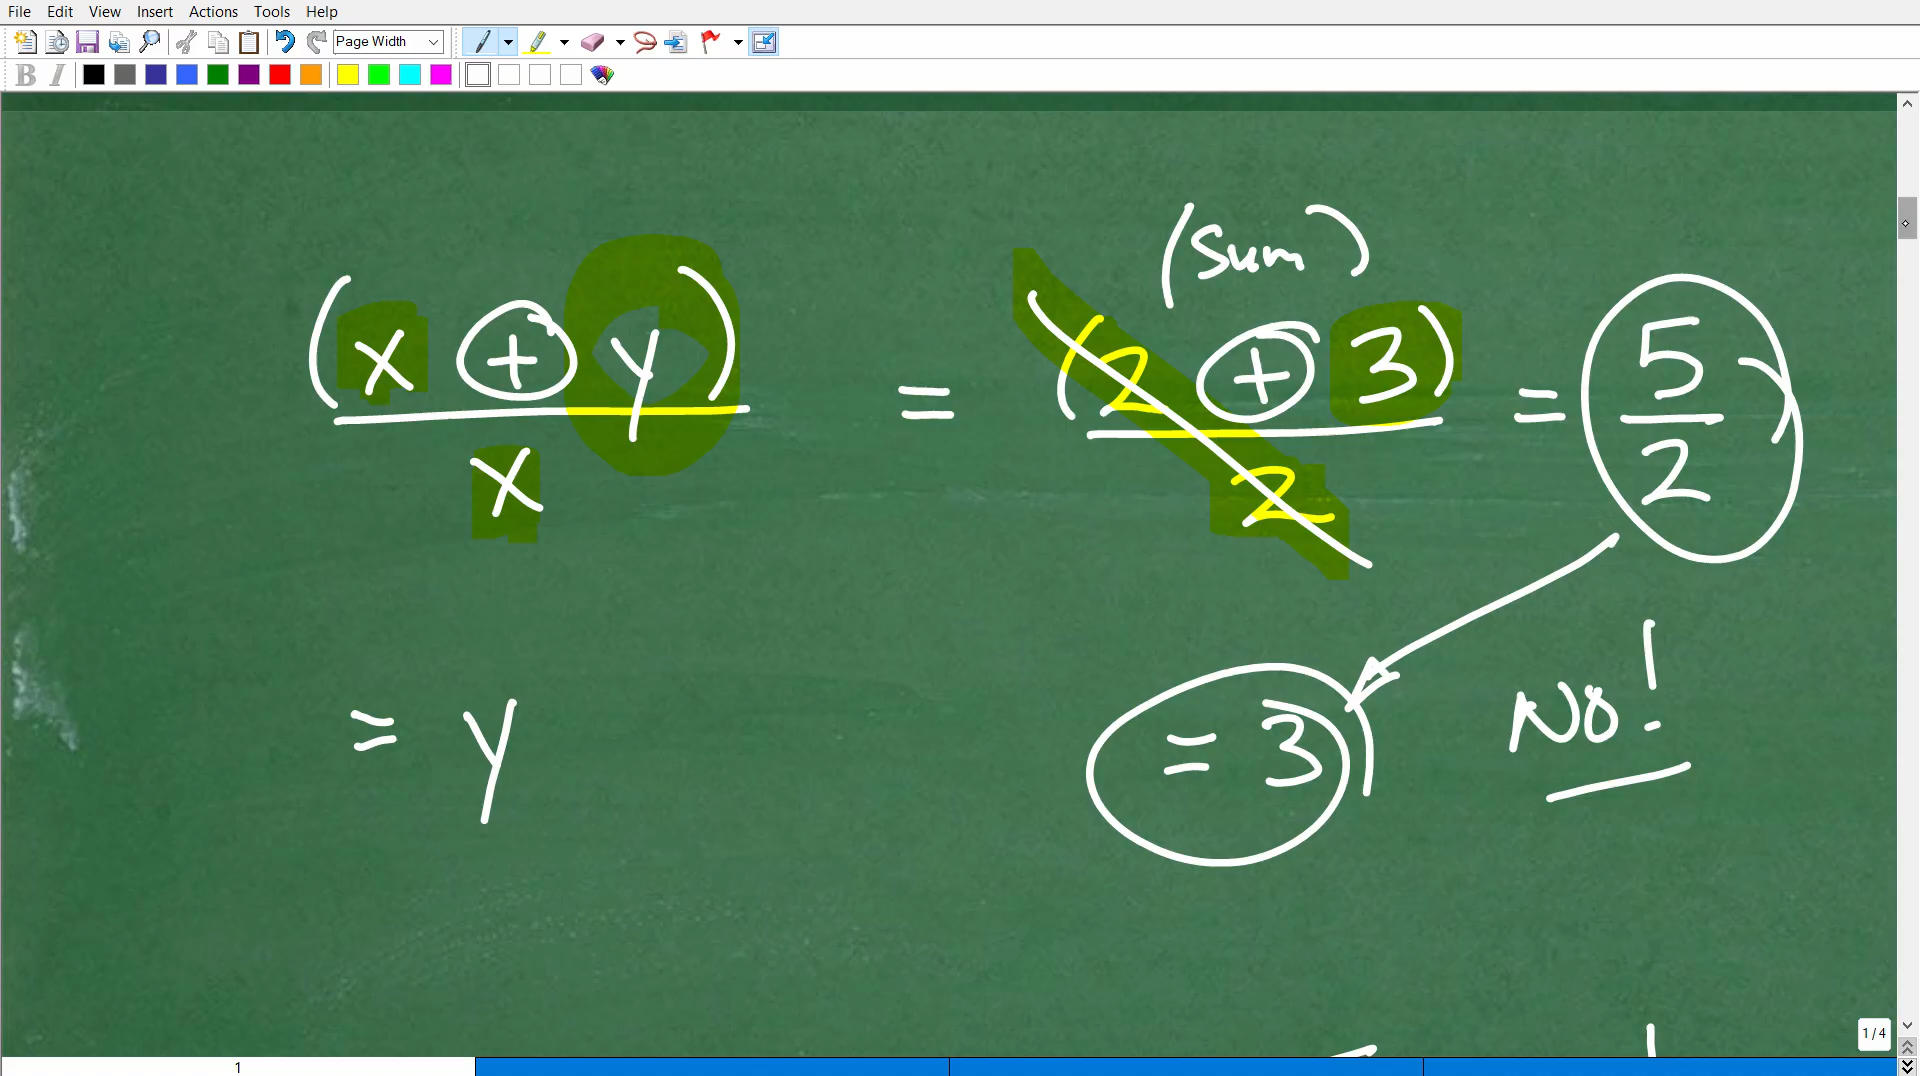 File Edit View Insert Actions Tools Help
Page Width
B I
(sum)
(x + y) / x = (2 + 3) / 2 = 5 / 2
= y
= 3
No!
1 / 4
1